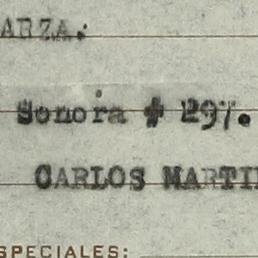 ARZA.
Sonora # 297.
CARLOS MARTI
SPECIALES: